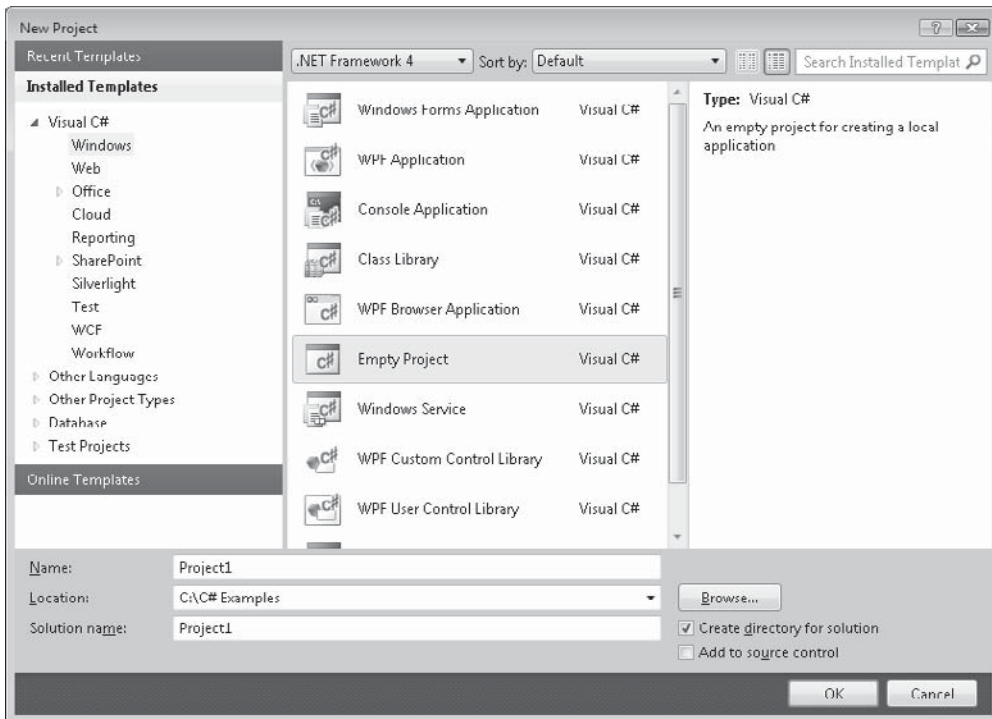 New Project
Recent Templates
.NET Framework 4
Sort by: Default
Search Installed Templat
Installed Templates
Visual C#
Windows
Web
Office
Cloud
Reporting
SharePoint
Silverlight
Test
WCF
Workflow
Other Languages
Other Project Types
Database
Test Projects
Online Templates
Windows Forms Application Visual C#
WPF Application Visual C#
Console Application Visual C#
Class Library Visual C#
WPF Browser Application Visual C#
Empty Project Visual C#
Windows Service Visual C#
WPF Custom Control Library Visual C#
WPF User Control Library Visual C#
Type: Visual C#
An empty project for creating a local
application
Name: Project1
Location: C:\C# Examples
Browse...
Solution name: Project1
Create directory for solution
Add to source control
OK Cancel